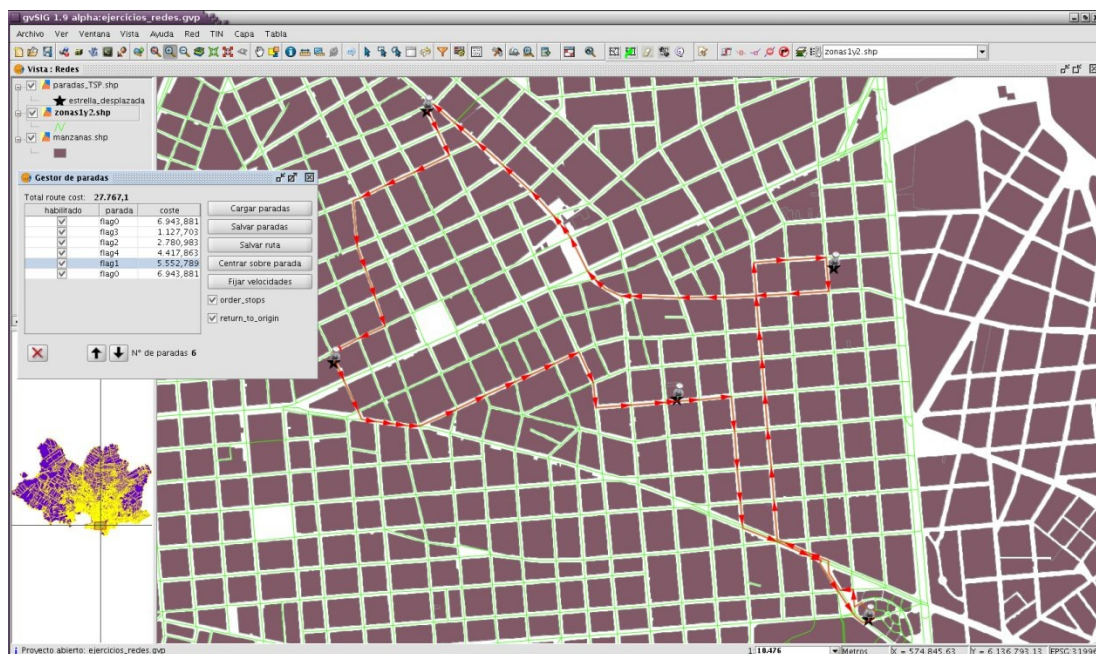 gvSIG 1.9 alpha:ejercicios_redes.gvp
Archivo Ver Ventana Vista Ayuda Red TIN Capa Tabla
zonas1y2.shp
Vista : Redes
paradas_TSP.shp
estrella_desplazada
zonas1y2.shp
manzanas.shp
Gestor de paradas
Total route cost: 27.767,1
habilitado parada coste
flag0 6.943,881
flag3 1.127,703
flag2 2.780,983
flag4 4.417,863
flag1 5.552,789
flag0 6.943,881
Cargar paradas
Salvar paradas
Salvar ruta
Centrar sobre parada
Fijar velocidades
order_stops
return_to_origin
Nº de paradas 6
Proyecto abierto: ejercicios_redes.gvp
1: 10.476 Metros X = 574.845,63 Y = 6.136.793,13 EPSG:31996